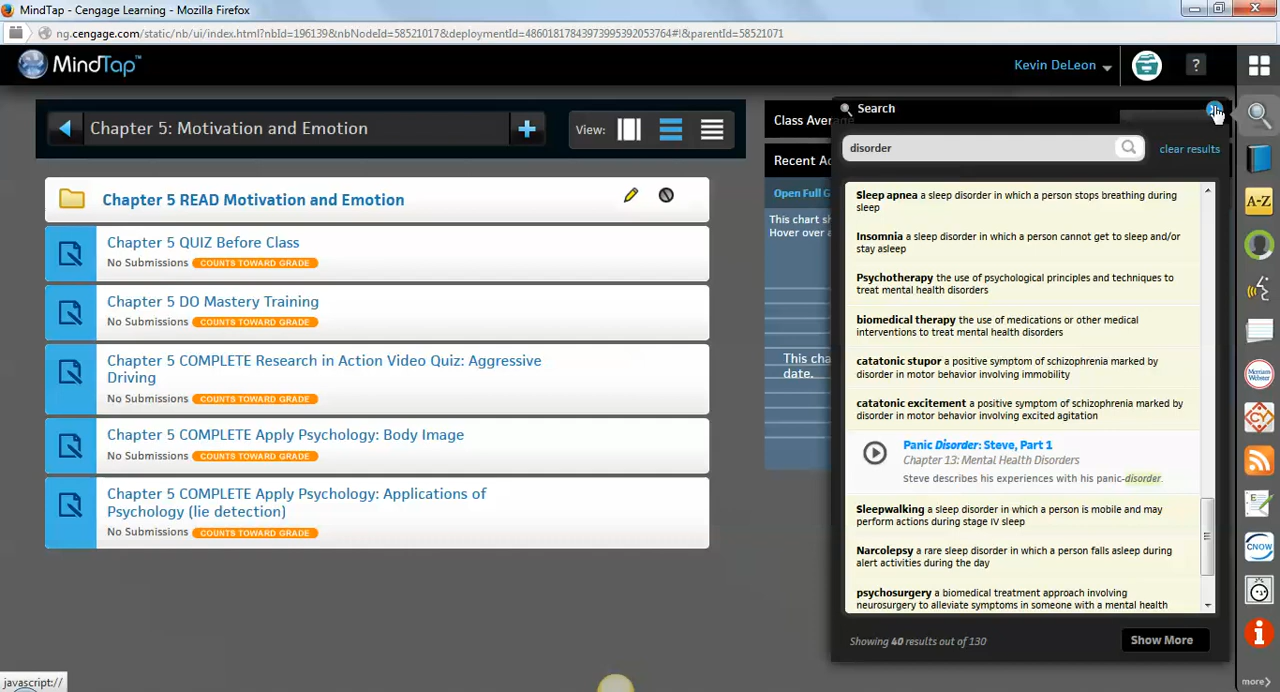 MindTap - Cengage Learning - Mozilla Firefox
ng.cengage.com/static/nb/ui/index.html?nbId=196139&nbNodeId=58521017&deploymentId=48601817843973995392053764#!&parentId=58521071
MindTap™
Kevin DeLeon
?
Chapter 5: Motivation and Emotion
+
View:
Chapter 5 READ Motivation and Emotion
Chapter 5 QUIZ Before Class
No Submissions COUNTS TOWARD GRADE
Chapter 5 DO Mastery Training
No Submissions COUNTS TOWARD GRADE
Chapter 5 COMPLETE Research in Action Video Quiz: Aggressive
Driving
No Submissions COUNTS TOWARD GRADE
Chapter 5 COMPLETE Apply Psychology: Body Image
No Submissions COUNTS TOWARD GRADE
Chapter 5 COMPLETE Apply Psychology: Applications of
Psychology (lie detection)
No Submissions COUNTS TOWARD GRADE
Class Avera
Recent Ac
Open Full G
This chart sh
Hover over a
This cha
date.
Search
disorder
clear results
Sleep apnea a sleep disorder in which a person stops breathing during
sleep
Insomnia a sleep disorder in which a person cannot get to sleep and/or
stay asleep
Psychotherapy the use of psychological principles and techniques to
treat mental health disorders
biomedical therapy the use of medications or other medical
interventions to treat mental health disorders
catatonic stupor a positive symptom of schizophrenia marked by
disorder in motor behavior involving immobility
catatonic excitement a positive symptom of schizophrenia marked by
disorder in motor behavior involving excited agitation
Panic Disorder: Steve, Part 1
Chapter 13: Mental Health Disorders
Steve describes his experiences with his panic-disorder.
Sleepwalking a sleep disorder in which a person is mobile and may
perform actions during stage IV sleep
Narcolepsy a rare sleep disorder in which a person falls asleep during
alert activities during the day
psychosurgery a biomedical treatment approach involving
neurosurgery to alleviate symptoms in someone with a mental health
Showing 40 results out of 130
Show More
A-Z
Merriam
Webster
CY
CNOW
i
more>
javascript://